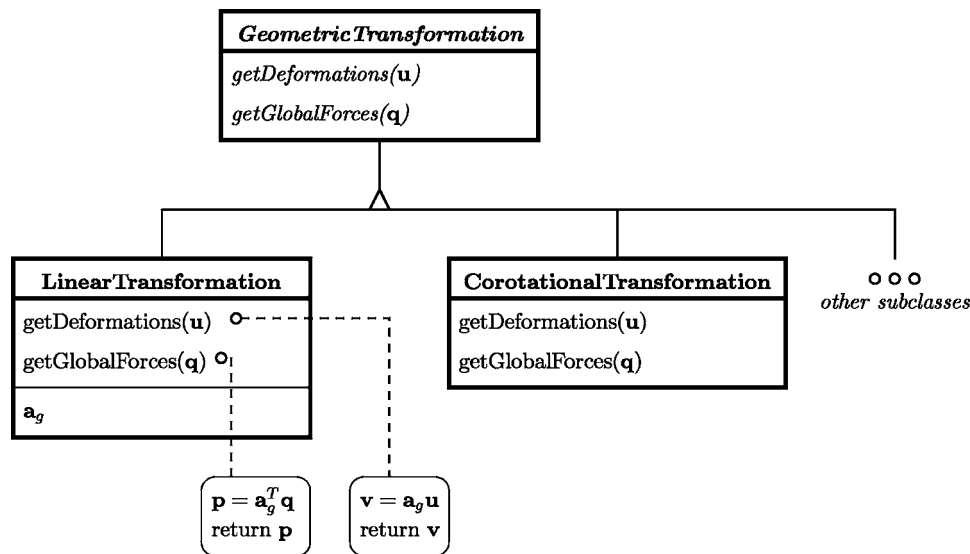 GeometricTransformation
getDeformations(u)
getGlobalForces(q)
LinearTransformation
getDeformations(u)
getGlobalForces(q)
a_g
CorotationalTransformation
getDeformations(u)
getGlobalForces(q)
other subclasses
p = a_g^T q
return p
v = a_g u
return v